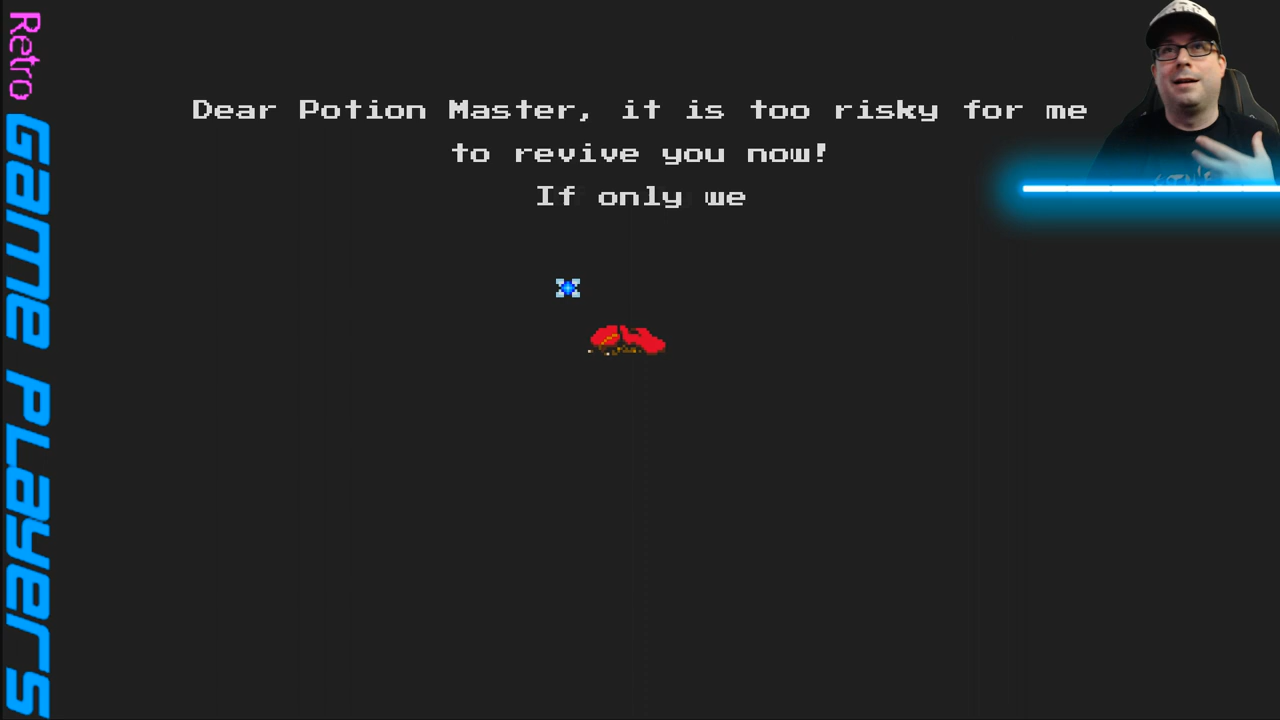 Retro GAME PLAYERS
Dear Potion Master, it is too risky for me
to revive you now!
If only we